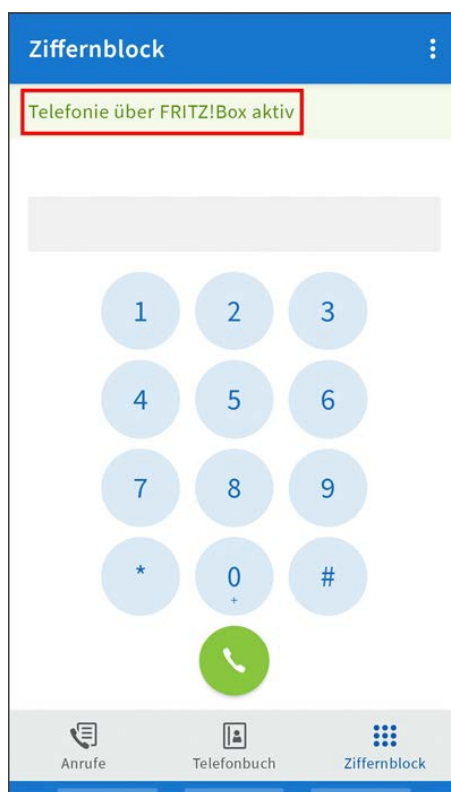 Ziffernblock
Telefonie über FRITZ!Box aktiv
1 2 3
4 5 6
7 8 9
* 0 #
+
Anrufe Telefonbuch Ziffernblock